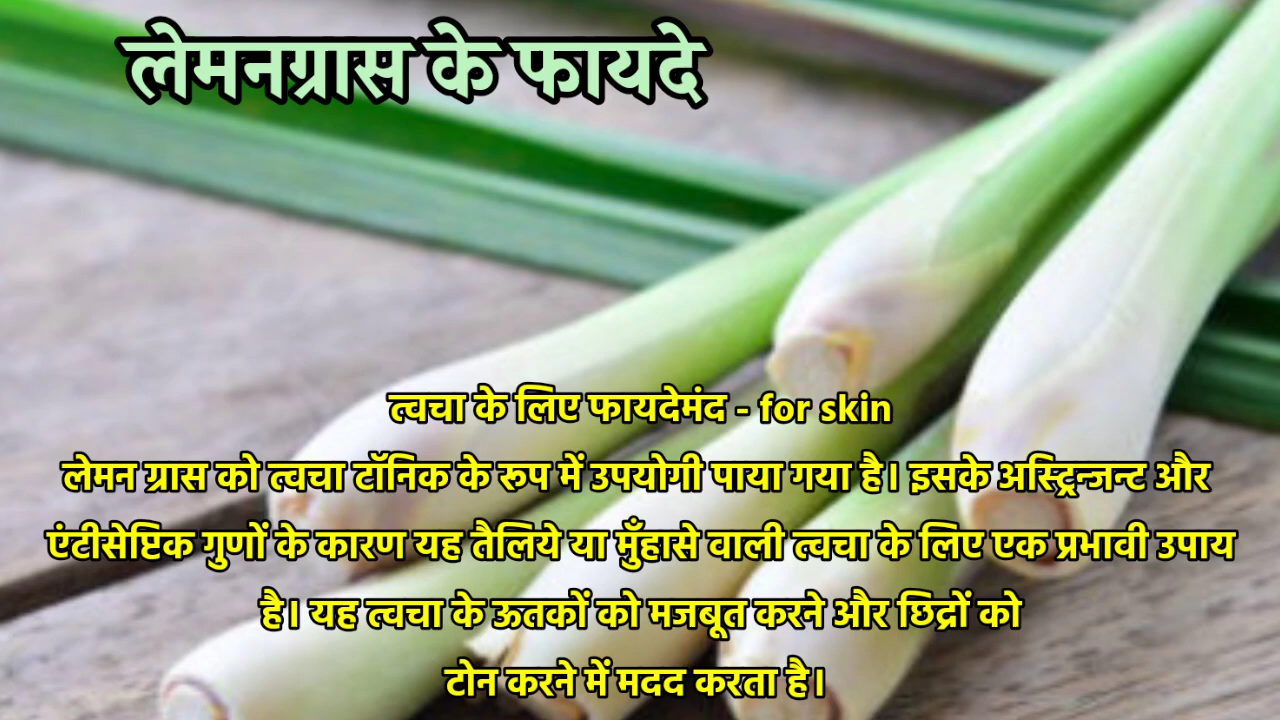 लेमनग्रास के फायदे
त्वचा के लिए फायदेमंद - for skin
लेमन ग्रास को त्वचा टॉनिक के रूप में उपयोगी पाया गया है। इसके अस्ट्रिन्जन्ट और
एंटीसेप्टिक गुणों के कारण यह तैलिये या मुँहासे वाली त्वचा के लिए एक प्रभावी उपाय
है। यह त्वचा के ऊतकों को मजबूत करने और छिद्रों को
टोन करने में मदद करता है।